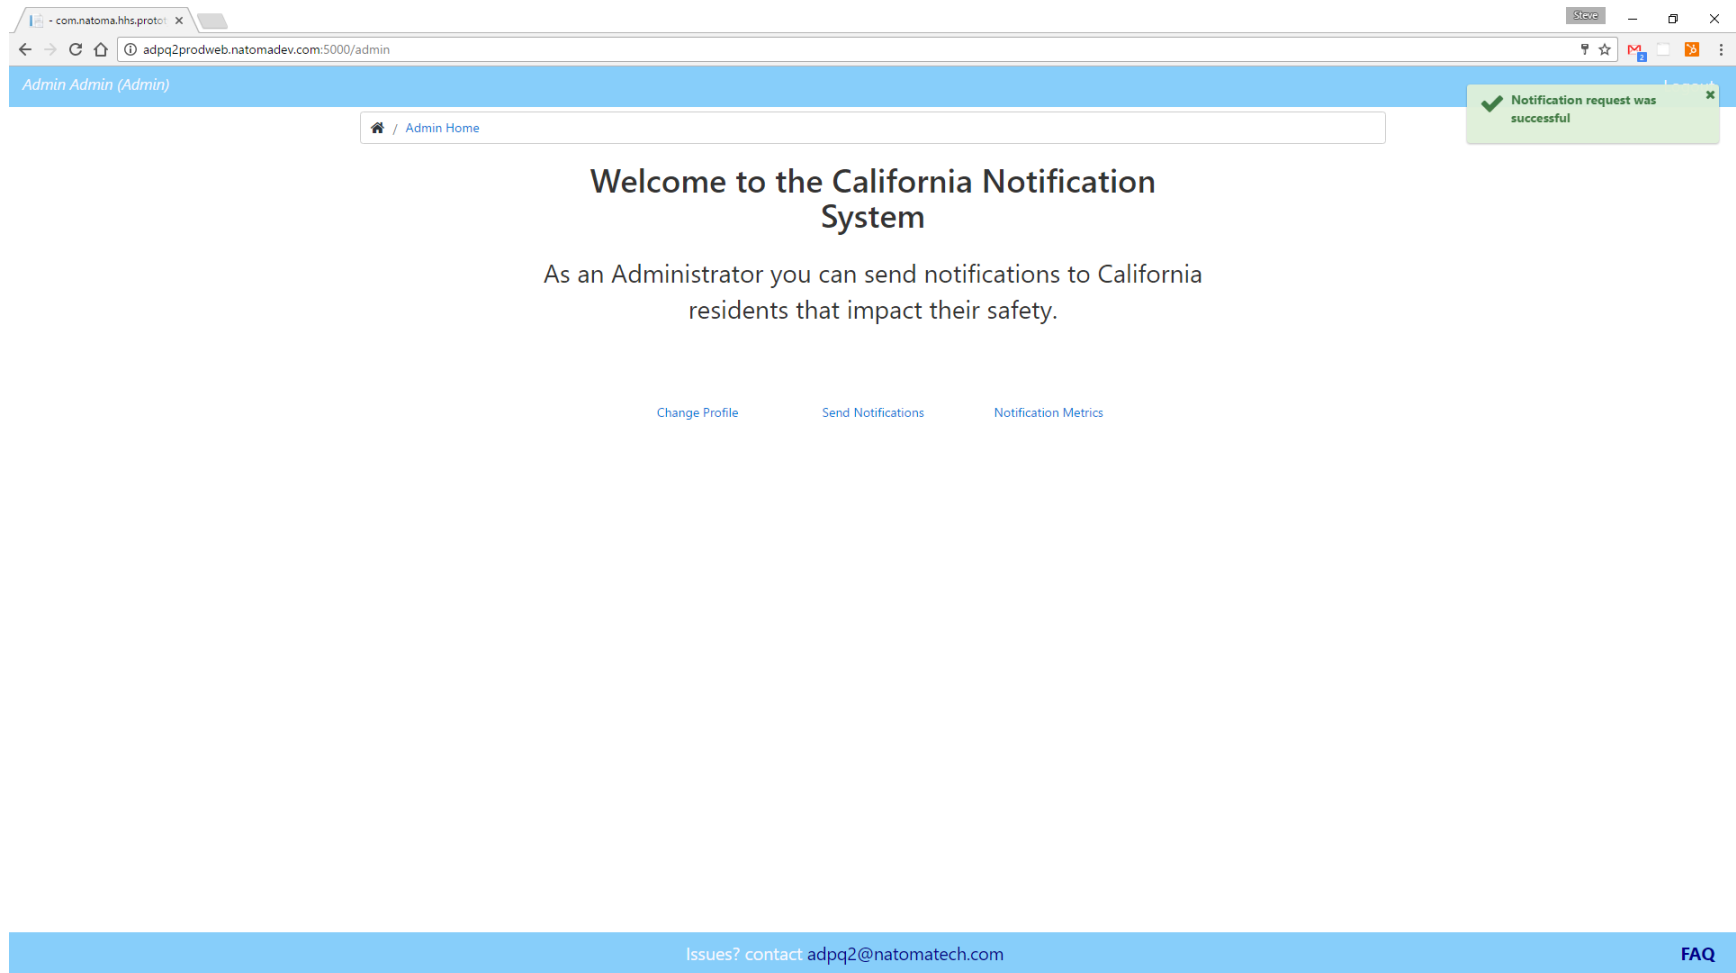 - com.natoma.hhs.protot
Steve
adpq2prodweb.natomadev.com:5000/admin
2
Admin Admin (Admin)
Logout
Notification request was
successful
/ Admin Home
Welcome to the California Notification
System
As an Administrator you can send notifications to California
residents that impact their safety.
Change Profile Send Notifications Notification Metrics
Issues? contact adpq2@natomatech.com
FAQ